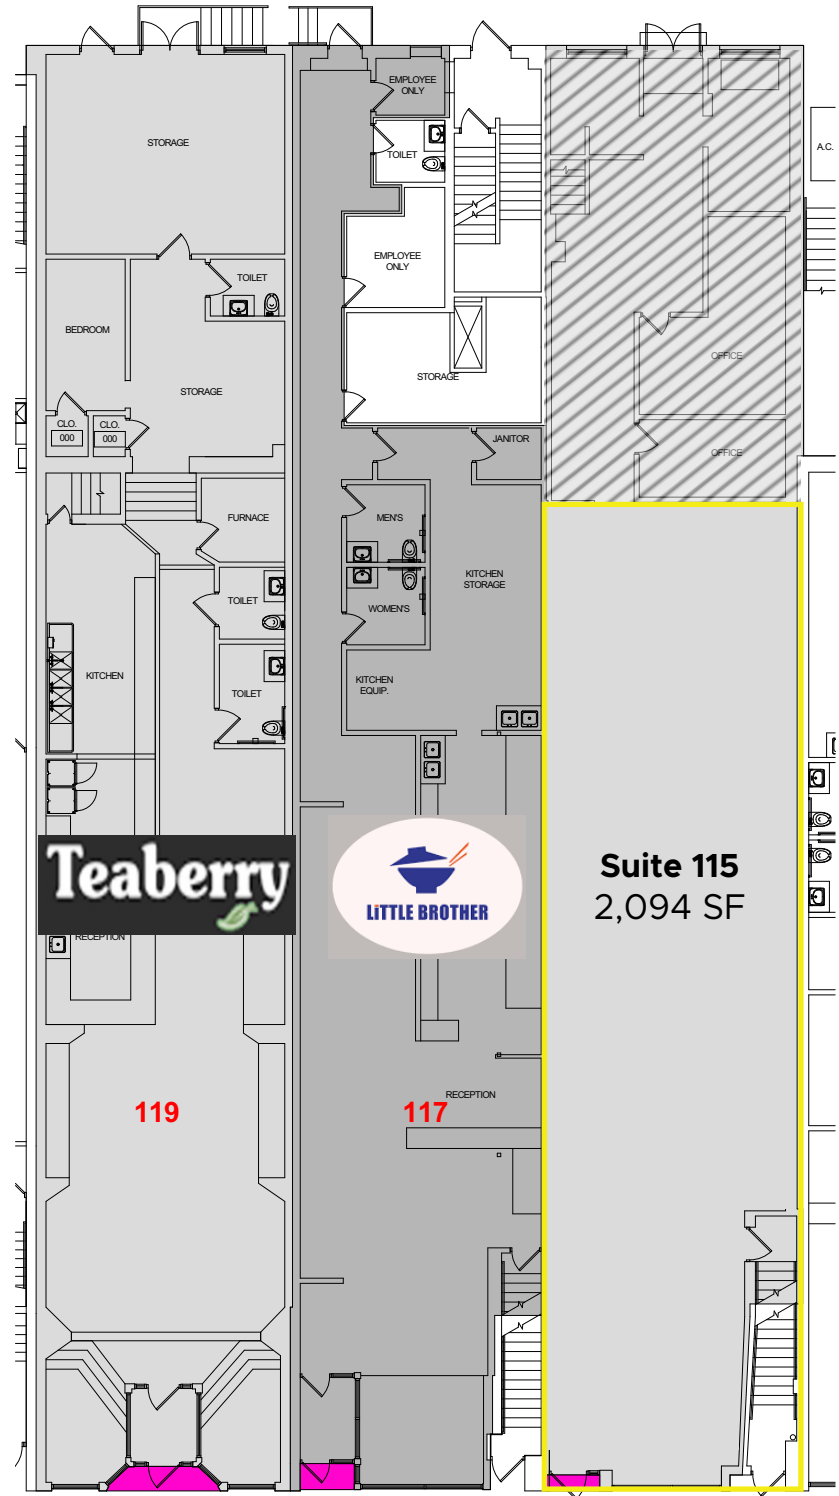 EMPLOYEE
ONLY
STORAGE
A.C.
TOILET
EMPLOYEE
ONLY
TOILET
BEDROOM
OFFICE
STORAGE
STORAGE
CLO.
000
CLO.
000
JANITOR
OFFICE
FURNACE
MEN'S
KITCHEN
STORAGE
TOILET
WOMEN'S
KITCHEN
KITCHEN
EQUIP.
TOILET
Teaberry
LiTTLE BROTHER
Suite 115
2,094 SF
RECEPTION
RECEPTION
119
117